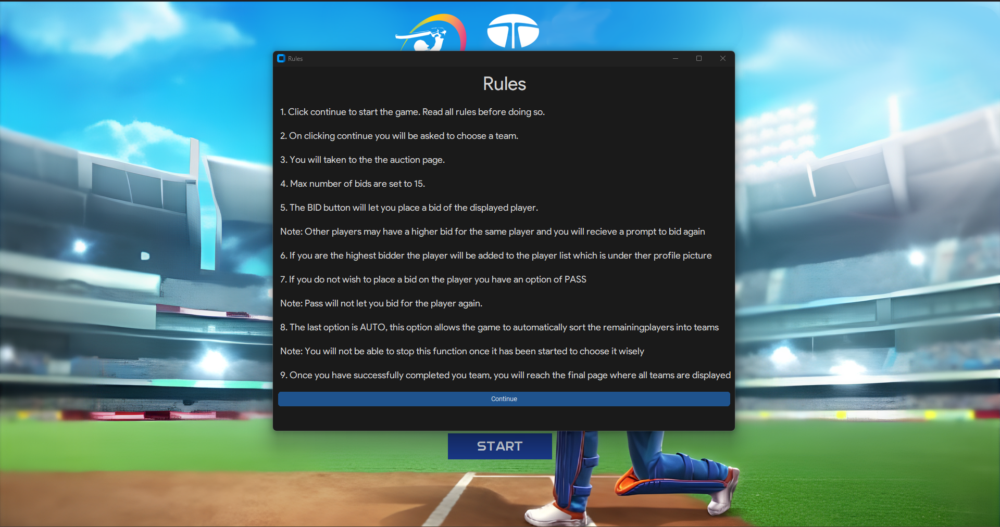 Rules
Rules
1. Click continue to start the game. Read all rules before doing so.
2. On clicking continue you will be asked to choose a team.
3. You will taken to the the auction page.
4. Max number of bids are set to 15.
5. The BID button will let you place a bid of the displayed player.
Note: Other players may have a higher bid for the same player and you will recieve a prompt to bid again
6. If you are the highest bidder the player will be added to the player list which is under ther profile picture
7. If you do not wish to place a bid on the player you have an option of PASS
Note: Pass will not let you bid for the player again.
8. The last option is AUTO, this option allows the game to automatically sort the remainingplayers into teams
Note: You will not be able to stop this function once it has been started to choose it wisely
9. Once you have successfully completed you team, you will reach the final page where all teams are displayed
Continue
START